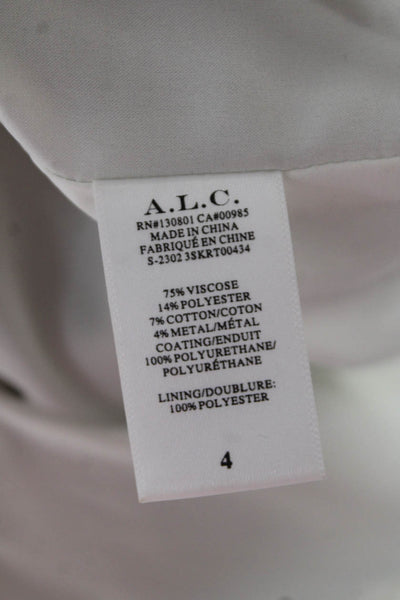 A.L.C.
RN#130801 CA#00985
MADE IN CHINA
FABRIQUÉ EN CHINE
S-2302 3SKRT00434
75% VISCOSE
14% POLYESTER
7% COTTON/COTON
4% METAL/MÉTAL
COATING/ENDUIT
100% POLYURETHANE/
POLYURÉTHANE
LINING/DOUBLURE:
100% POLYESTER
4